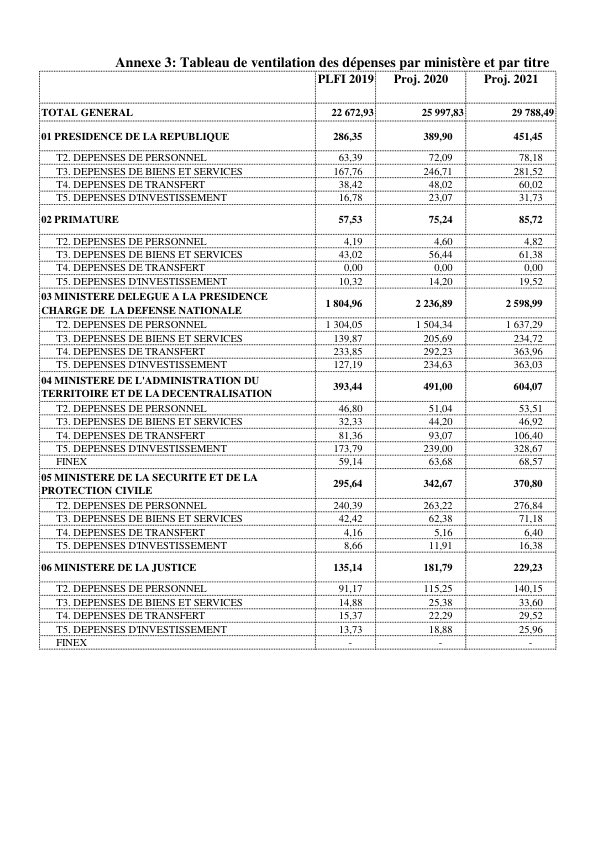 Annexe 3: Tableau de ventilation des dépenses par ministère et par titre
PLFI 2019 Proj. 2020 Proj. 2021
TOTAL GENERAL 22 672,93 25 997,83 29 788,49
01 PRESIDENCE DE LA REPUBLIQUE 286,35 389,90 451,45
T2. DEPENSES DE PERSONNEL 63,39 72,09 78,18
T3. DEPENSES DE BIENS ET SERVICES 167,76 246,71 281,52
T4. DEPENSES DE TRANSFERT 38,42 48,02 60,02
T5. DEPENSES D'INVESTISSEMENT 16,78 23,07 31,73
02 PRIMATURE 57,53 75,24 85,72
T2. DEPENSES DE PERSONNEL 4,19 4,60 4,82
T3. DEPENSES DE BIENS ET SERVICES 43,02 56,44 61,38
T4. DEPENSES DE TRANSFERT 0,00 0,00 0,00
T5. DEPENSES D'INVESTISSEMENT 10,32 14,20 19,52
03 MINISTERE DELEGUE A LA PRESIDENCE
CHARGE DE LA DEFENSE NATIONALE 1 804,96 2 236,89 2 598,99
T2. DEPENSES DE PERSONNEL 1 304,05 1 504,34 1 637,29
T3. DEPENSES DE BIENS ET SERVICES 139,87 205,69 234,72
T4. DEPENSES DE TRANSFERT 233,85 292,23 363,96
T5. DEPENSES D'INVESTISSEMENT 127,19 234,63 363,03
04 MINISTERE DE L'ADMINISTRATION DU
TERRITOIRE ET DE LA DECENTRALISATION 393,44 491,00 604,07
T2. DEPENSES DE PERSONNEL 46,80 51,04 53,51
T3. DEPENSES DE BIENS ET SERVICES 32,33 44,20 46,92
T4. DEPENSES DE TRANSFERT 81,36 93,07 106,40
T5. DEPENSES D'INVESTISSEMENT 173,79 239,00 328,67
FINEX 59,14 63,68 68,57
05 MINISTERE DE LA SECURITE ET DE LA
PROTECTION CIVILE 295,64 342,67 370,80
T2. DEPENSES DE PERSONNEL 240,39 263,22 276,84
T3. DEPENSES DE BIENS ET SERVICES 42,42 62,38 71,18
T4. DEPENSES DE TRANSFERT 4,16 5,16 6,40
T5. DEPENSES D'INVESTISSEMENT 8,66 11,91 16,38
06 MINISTERE DE LA JUSTICE 135,14 181,79 229,23
T2. DEPENSES DE PERSONNEL 91,17 115,25 140,15
T3. DEPENSES DE BIENS ET SERVICES 14,88 25,38 33,60
T4. DEPENSES DE TRANSFERT 15,37 22,29 29,52
T5. DEPENSES D'INVESTISSEMENT 13,73 18,88 25,96
FINEX - - -